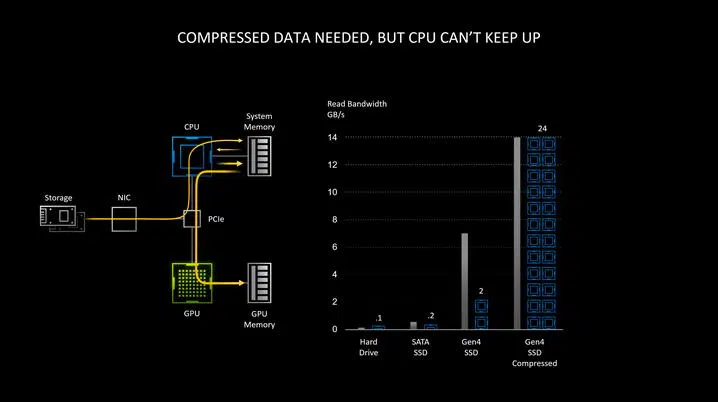 COMPRESSED DATA NEEDED, BUT CPU CAN'T KEEP UP
CPU
System
Memory
Storage
NIC
PCIe
GPU
GPU
Memory
Read Bandwidth
GB/s
14
12
10
8
6
4
2
0
.1
.2
2
24
Hard
Drive
SATA
SSD
Gen4
SSD
Gen4
SSD
Compressed